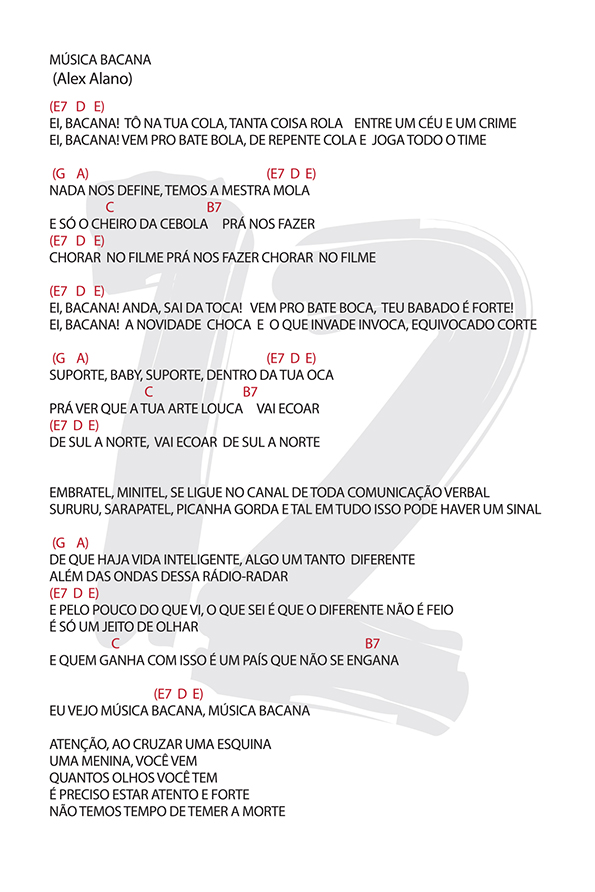 MÚSICA BACANA
(Alex Alano)
(E7 D E)
EI, BACANA! TÔ NA TUA COLA, TANTA COISA ROLA ENTRE UM CÉU E UM CRIME
EI, BACANA! VEM PRO BATE BOLA, DE REPENTE COLA E JOGA TODO O TIME
(G A) (E7 D E)
NADA NOS DEFINE, TEMOS A MESTRA MOLA
C B7
E SÓ O CHEIRO DA CEBOLA PRÁ NOS FAZER
(E7 D E)
CHORAR NO FILME PRÁ NOS FAZER CHORAR NO FILME
(E7 D E)
EI, BACANA! ANDA, SAI DA TOCA! VEM PRO BATE BOCA, TEU BABADO É FORTE!
EI, BACANA! A NOVIDADE CHOCA E O QUE INVADE INVOCA, EQUIVOCADO CORTE
(G A) (E7 D E)
SUPORTE, BABY, SUPORTE, DENTRO DA TUA OCA
C B7
PRÁ VER QUE A TUA ARTE LOUCA VAI ECOAR
(E7 D E)
DE SUL A NORTE, VAI ECOAR DE SUL A NORTE
EMBRATEL, MINITEL, SE LIGUE NO CANAL DE TODA COMUNICAÇÃO VERBAL
SURURU, SARAPATEL, PICANHA GORDA E TAL EM TUDO ISSO PODE HAVER UM SINAL
(G A)
DE QUE HAJA VIDA INTELIGENTE, ALGO UM TANTO DIFERENTE
ALÉM DAS ONDAS DESSA RÁDIO-RADAR
(E7 D E)
E PELO POUCO DO QUE VI, O QUE SEI É QUE O DIFERENTE NÃO É FEIO
É SÓ UM JEITO DE OLHAR
C B7
E QUEM GANHA COM ISSO É UM PAÍS QUE NÃO SE ENGANA
(E7 D E)
EU VEJO MÚSICA BACANA, MÚSICA BACANA
ATENÇÃO, AO CRUZAR UMA ESQUINA
UMA MENINA, VOCÊ VEM
QUANTOS OLHOS VOCÊ TEM
É PRECISO ESTAR ATENTO E FORTE
NÃO TEMOS TEMPO DE TEMER A MORTE
12